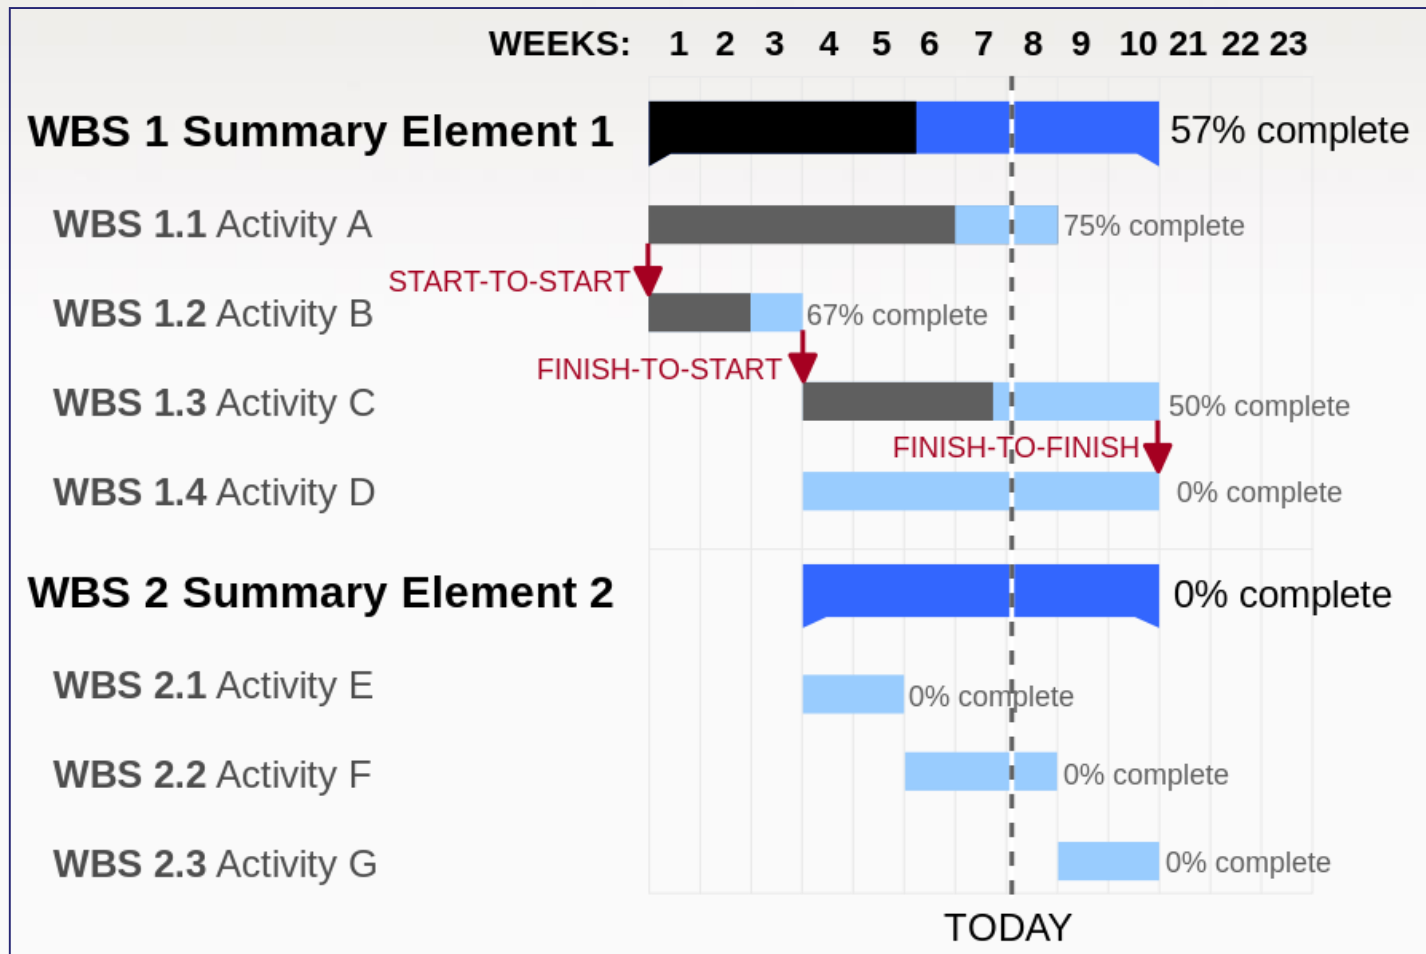 WEEKS: 1 2 3 4 5 6 7 8 9 10 21 22 23
WBS 1 Summary Element 1 57% complete
WBS 1.1 Activity A 75% complete
START-TO-START
WBS 1.2 Activity B 67% complete
FINISH-TO-START
WBS 1.3 Activity C 50% complete
FINISH-TO-FINISH
WBS 1.4 Activity D 0% complete
WBS 2 Summary Element 2 0% complete
WBS 2.1 Activity E 0% complete
WBS 2.2 Activity F 0% complete
WBS 2.3 Activity G 0% complete
TODAY